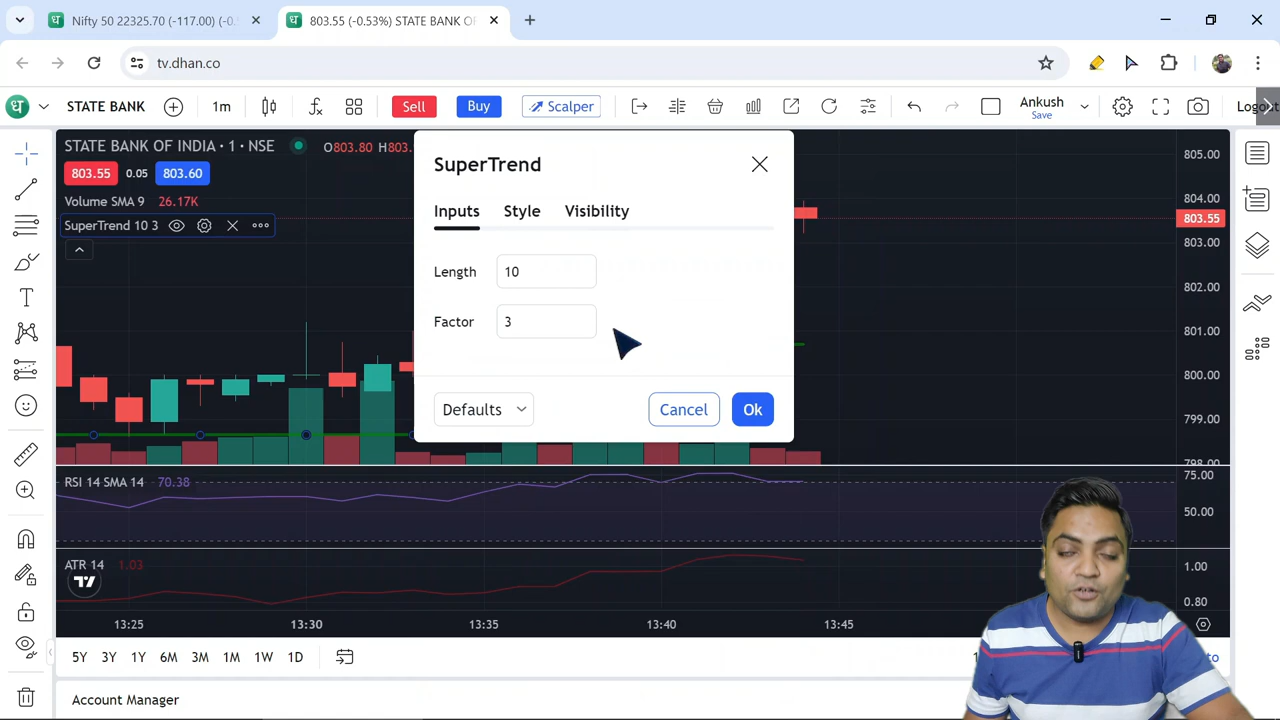 Nifty 50 22325.70 (-117.00) (-0.
803.55 (-0.53%) STATE BANK OF
tv.dhan.co
STATE BANK
1m
Sell
Buy
Scalper
Ankush
Save
Logo
STATE BANK OF INDIA · 1 · NSE
O803.80 H803.
803.55
0.05
803.60
Volume SMA 9 26.17K
SuperTrend 10 3
SuperTrend
Inputs
Style
Visibility
Length
10
Factor
3
Defaults
Cancel
Ok
805.00
804.00
803.55
803.00
802.00
801.00
800.00
799.00
798.00
RSI 14 SMA 14 70.38
75.00
50.00
ATR 14 1.03
1.00
0.80
13:25
13:30
13:35
13:40
13:45
5Y
3Y
1Y
6M
3M
1M
1W
1D
Account Manager